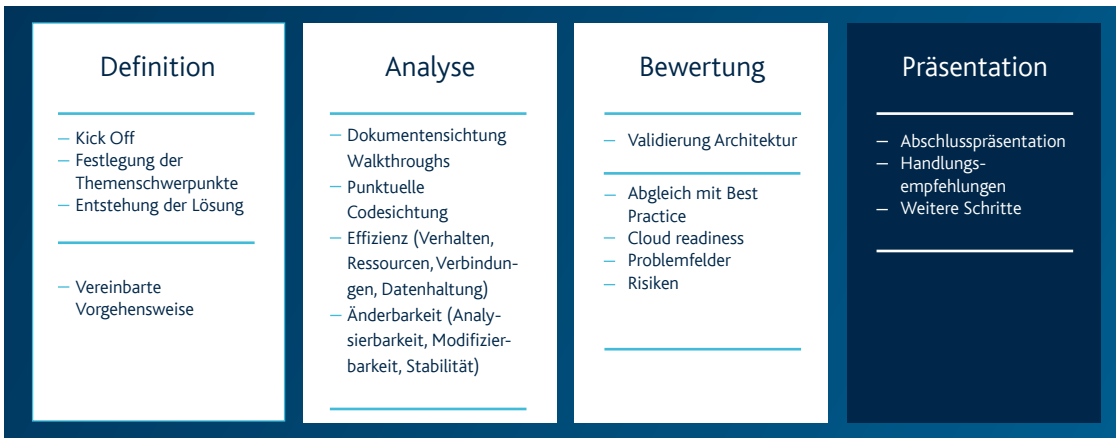 Definition
— Kick Off
— Festlegung der
Themenschwerpunkte
— Entstehung der Lösung
— Vereinbarte
Vorgehensweise
Analyse
— Dokumentensichtung
Walkthroughs
— Punktuelle
Codesichtung
— Effizienz (Verhalten,
Ressourcen, Verbindun-
gen, Datenhaltung)
— Änderbarkeit (Analy-
sierbarkeit, Modifizier-
barkeit, Stabilität)
Bewertung
— Validierung Architektur
— Abgleich mit Best
Practice
— Cloud readiness
— Problemfelder
— Risiken
Präsentation
— Abschlusspräsentation
— Handlungs-
empfehlungen
— Weitere Schritte